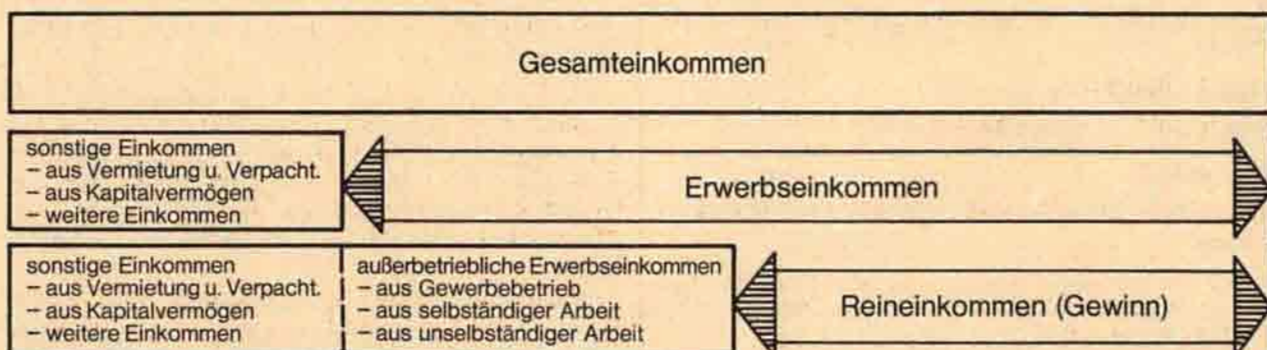 Gesamteinkommen
sonstige Einkommen
– aus Vermietung u. Verpacht.
– aus Kapitalvermögen
– weitere Einkommen
Erwerbseinkommen
sonstige Einkommen
– aus Vermietung u. Verpacht.
– aus Kapitalvermögen
– weitere Einkommen
außerbetriebliche Erwerbseinkommen
– aus Gewerbebetrieb
– aus selbständiger Arbeit
– aus unselbständiger Arbeit
Reineinkommen (Gewinn)